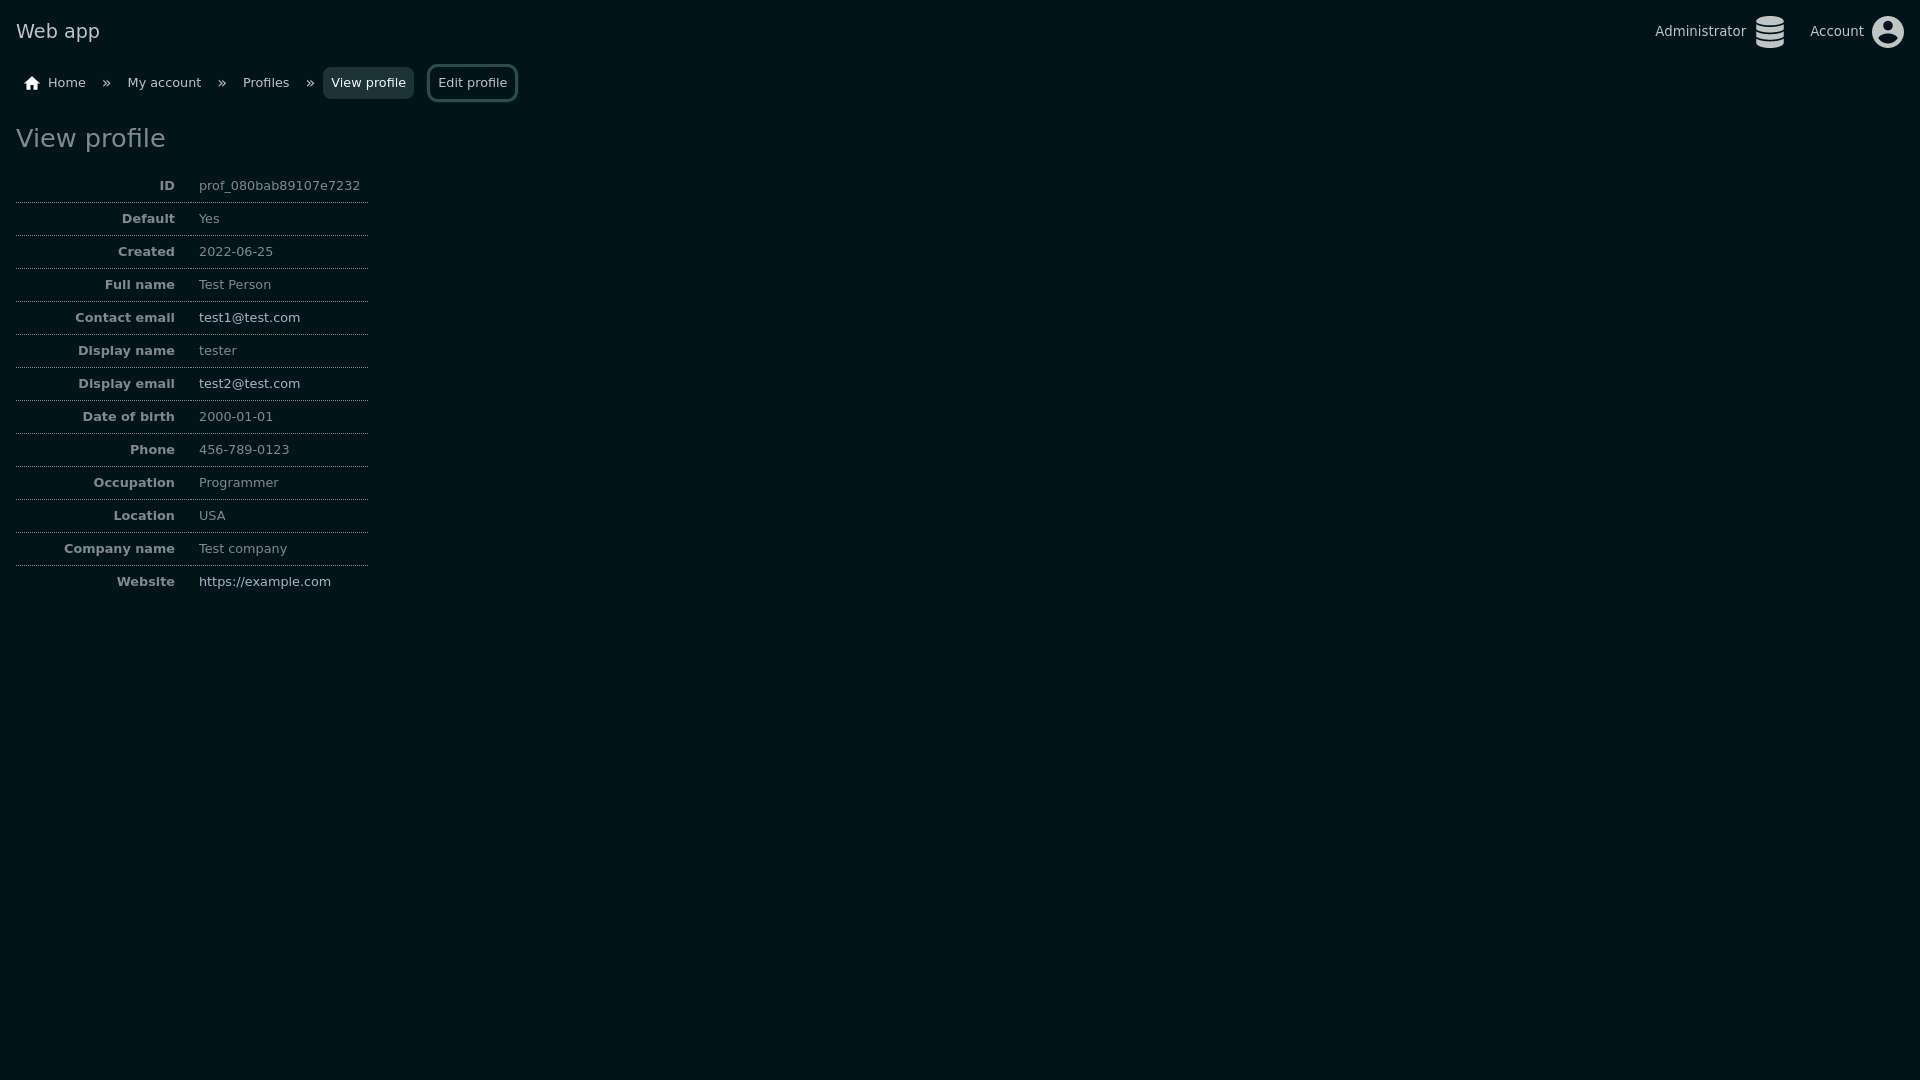 Web app
Administrator
Account
Home » My account » Profiles » View profile Edit profile
View profile
ID prof_080bab89107e7232
Default Yes
Created 2022-06-25
Full name Test Person
Contact email test1@test.com
Display name tester
Display email test2@test.com
Date of birth 2000-01-01
Phone 456-789-0123
Occupation Programmer
Location USA
Company name Test company
Website https://example.com